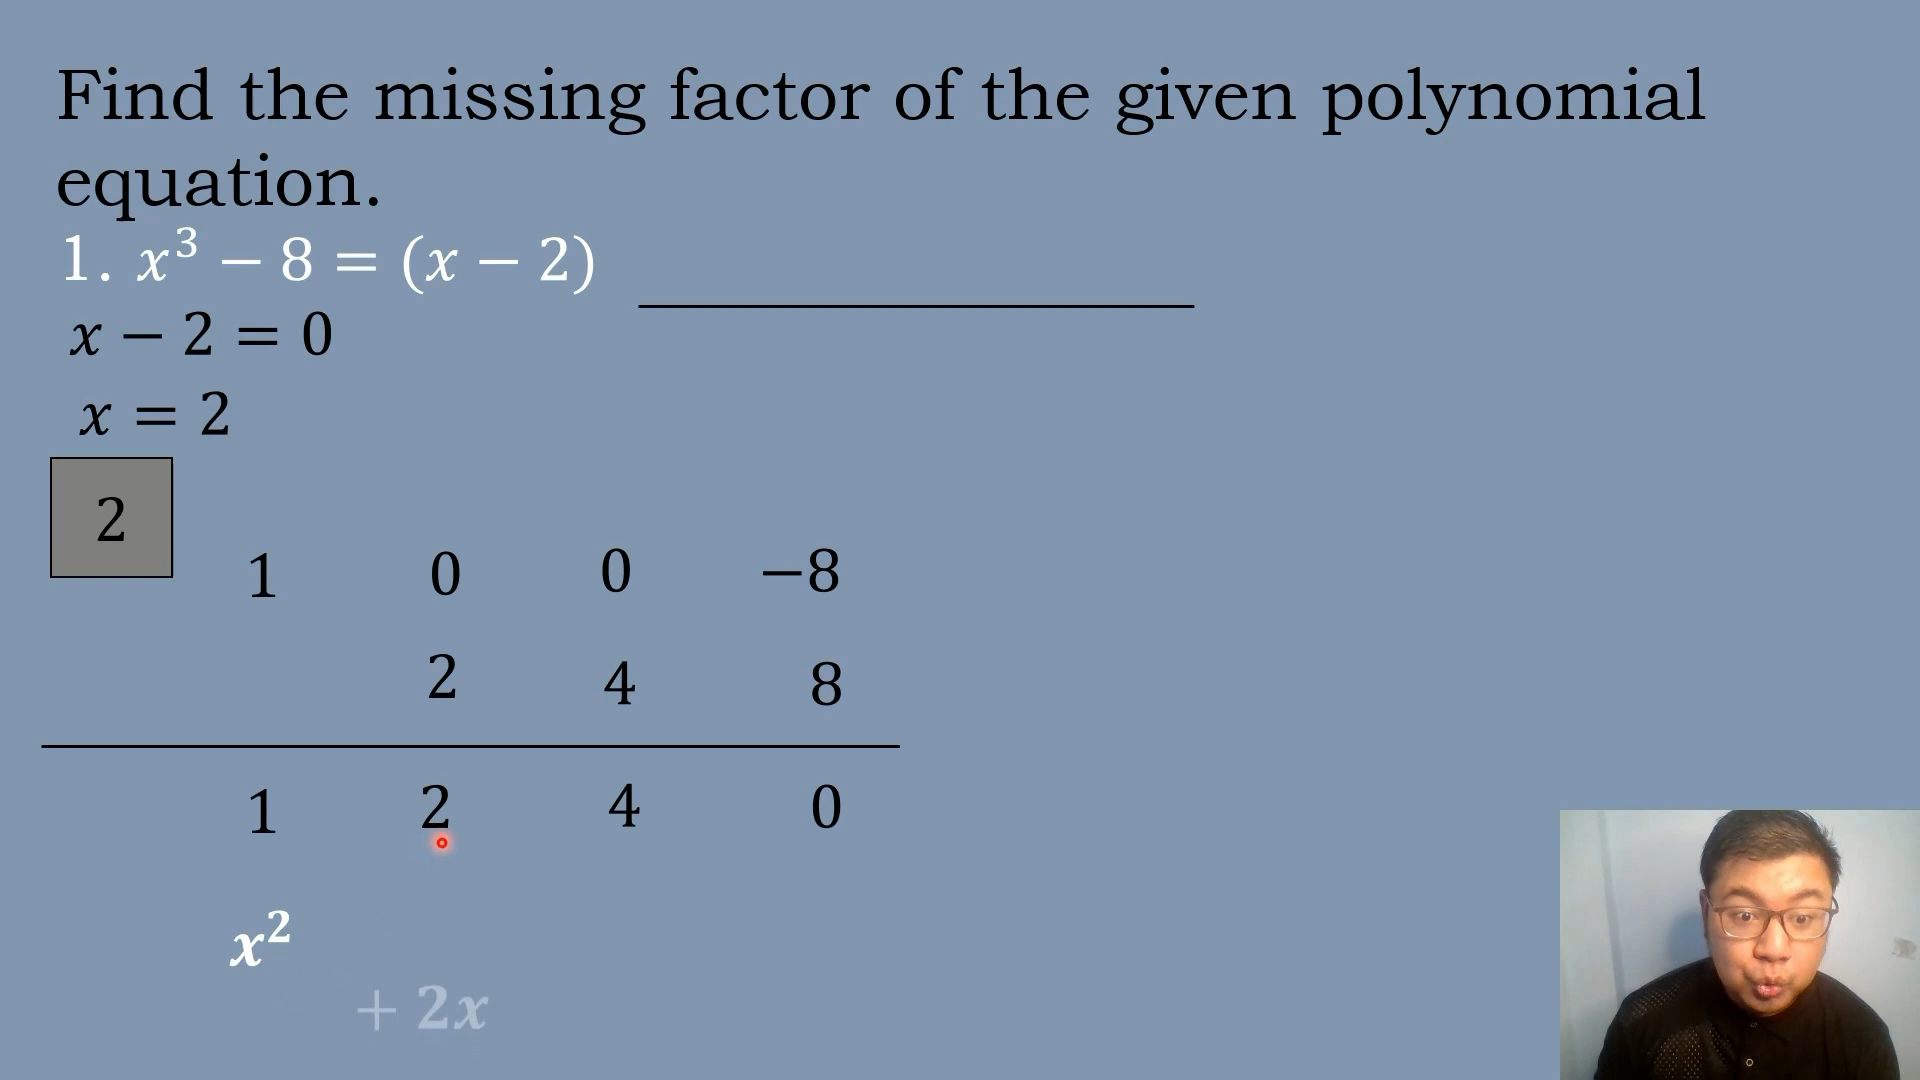 Find the missing factor of the given polynomial
equation.
1. x³ − 8 = (x − 2)
x − 2 = 0
x = 2
2
1 0 0 −8
2 4 8
1 2 4 0
x²
+ 2x